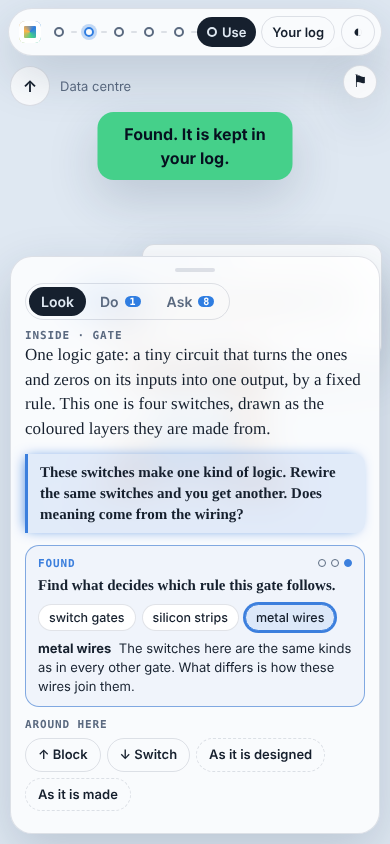 Use
Your log
Data centre
Found. It is kept in
your log.
Look
Do 1
Ask 8
INSIDE · GATE
One logic gate: a tiny circuit that turns the ones
and zeros on its inputs into one output, by a fixed
rule. This one is four switches, drawn as the
coloured layers they are made from.
These switches make one kind of logic. Rewire
the same switches and you get another. Does
meaning come from the wiring?
FOUND
Find what decides which rule this gate follows.
switch gates
silicon strips
metal wires
metal wires The switches here are the same kinds
as in every other gate. What differs is how these
wires join them.
AROUND HERE
↑ Block
↓ Switch
As it is designed
As it is made